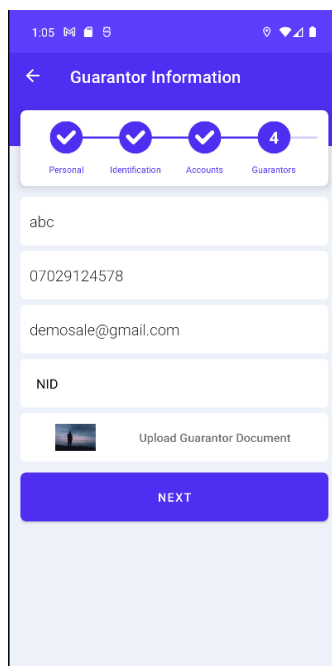 1:05
Guarantor Information
4
Personal Identification Accounts Guarantors
abc
07029124578
demosale@gmail.com
NID
Upload Guarantor Document
NEXT